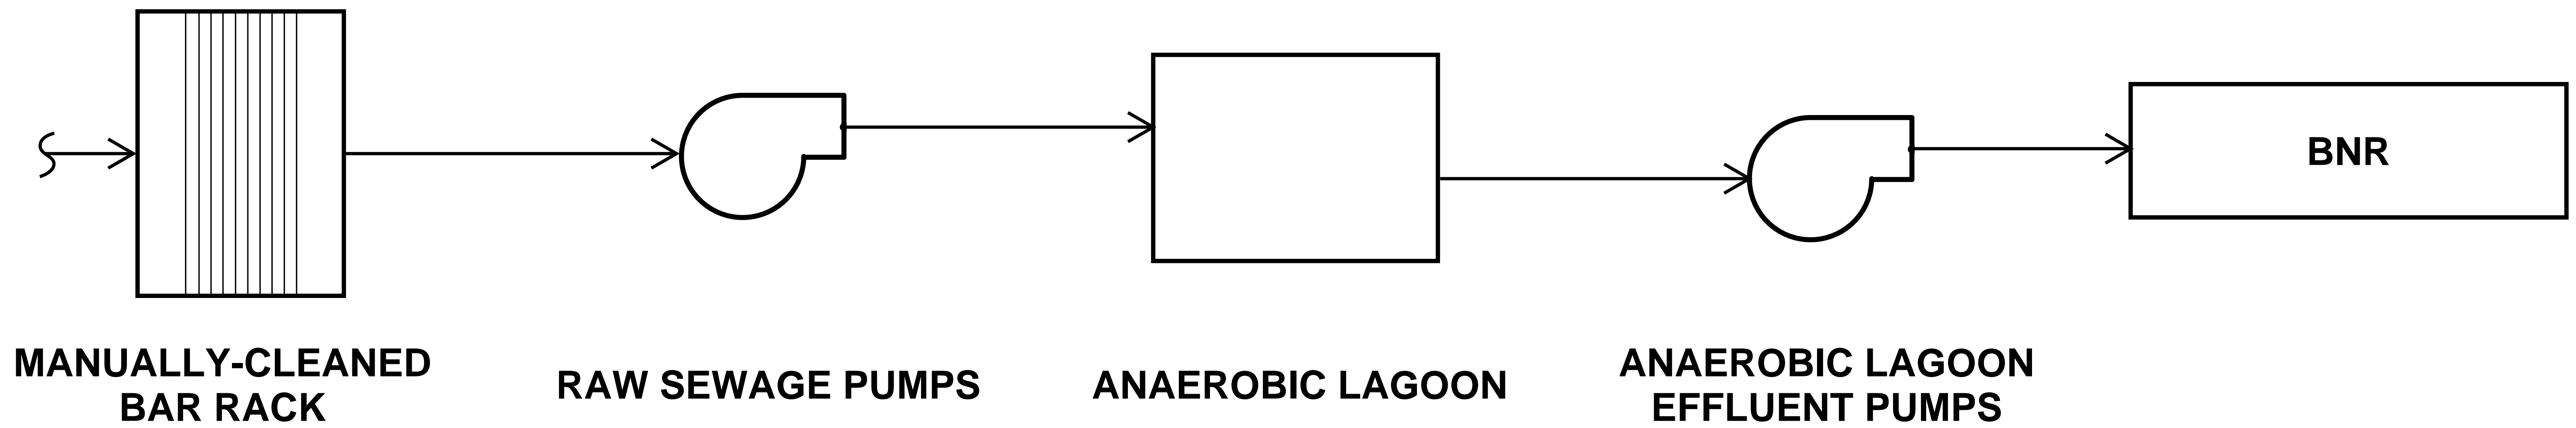 BNR
MANUALLY-CLEANED
BAR RACK
RAW SEWAGE PUMPS
ANAEROBIC LAGOON
ANAEROBIC LAGOON
EFFLUENT PUMPS